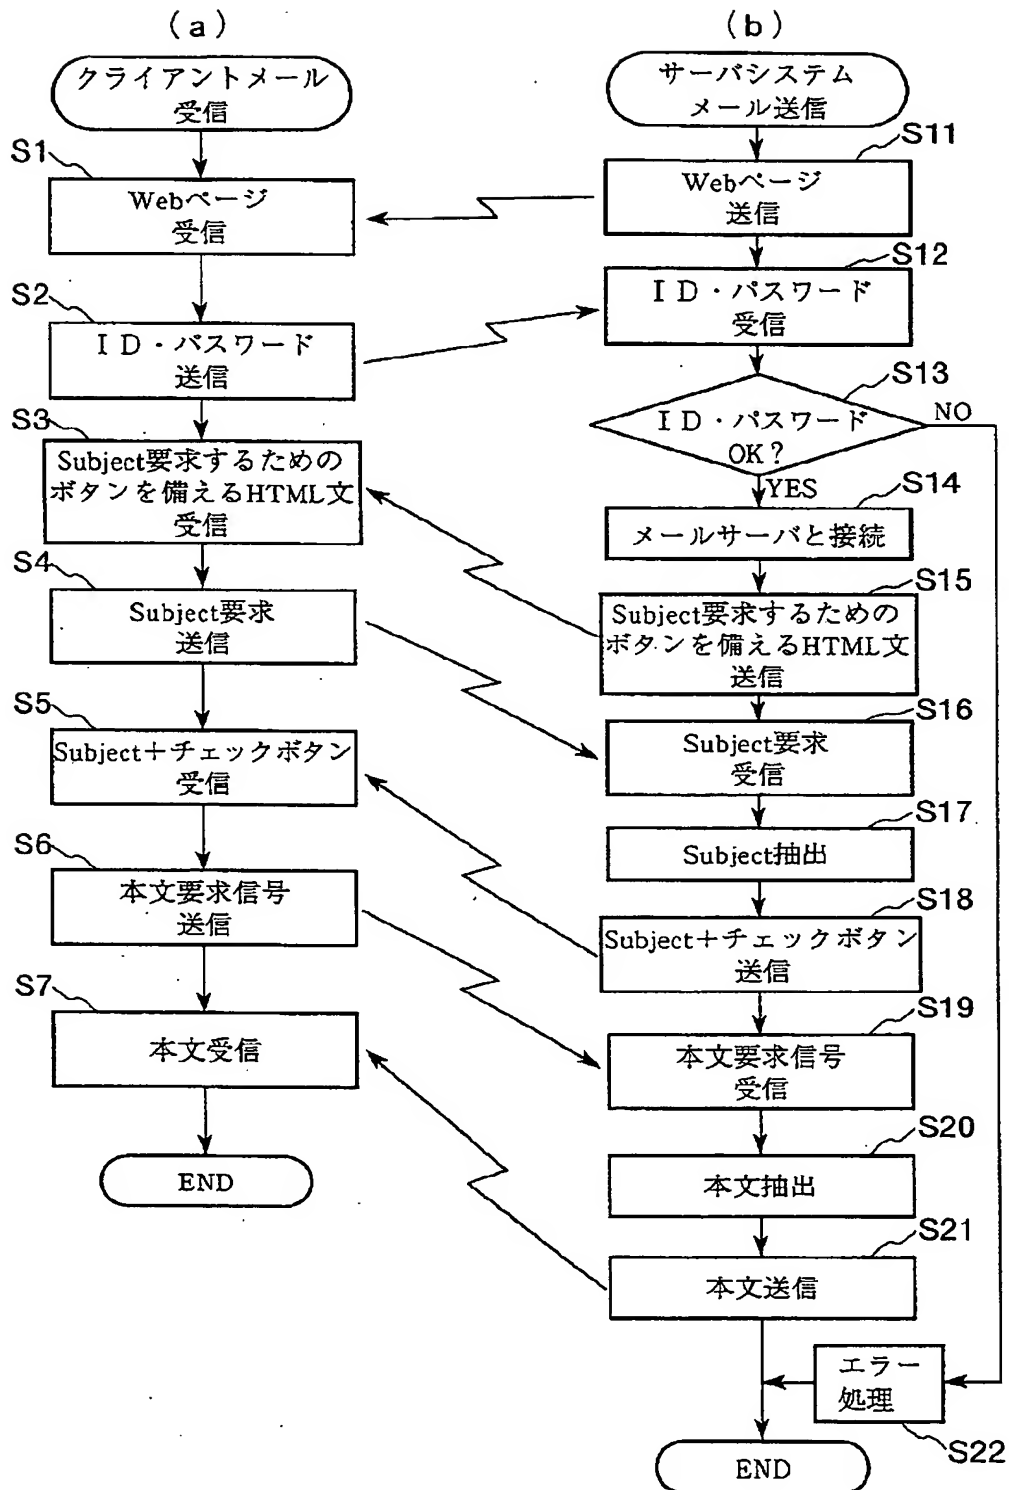 (a)
クライアントメール
受信
S1
Webページ
受信
S2
ID・パスワード
送信
S3
Subject要求するための
ボタンを備えるHTML文
受信
S4
Subject要求
送信
S5
Subject+チェックボタン
受信
S6
本文要求信号
送信
S7
本文受信
END
(b)
サーバシステム
メール送信
S11
Webページ
送信
S12
ID・パスワード
受信
S13
ID・パスワード
OK?
NO
YES
S14
メールサーバと接続
S15
Subject要求するための
ボタンを備えるHTML文
送信
S16
Subject要求
受信
S17
Subject抽出
S18
Subject+チェックボタン
送信
S19
本文要求信号
受信
S20
本文抽出
S21
本文送信
エラー
処理
S22
END